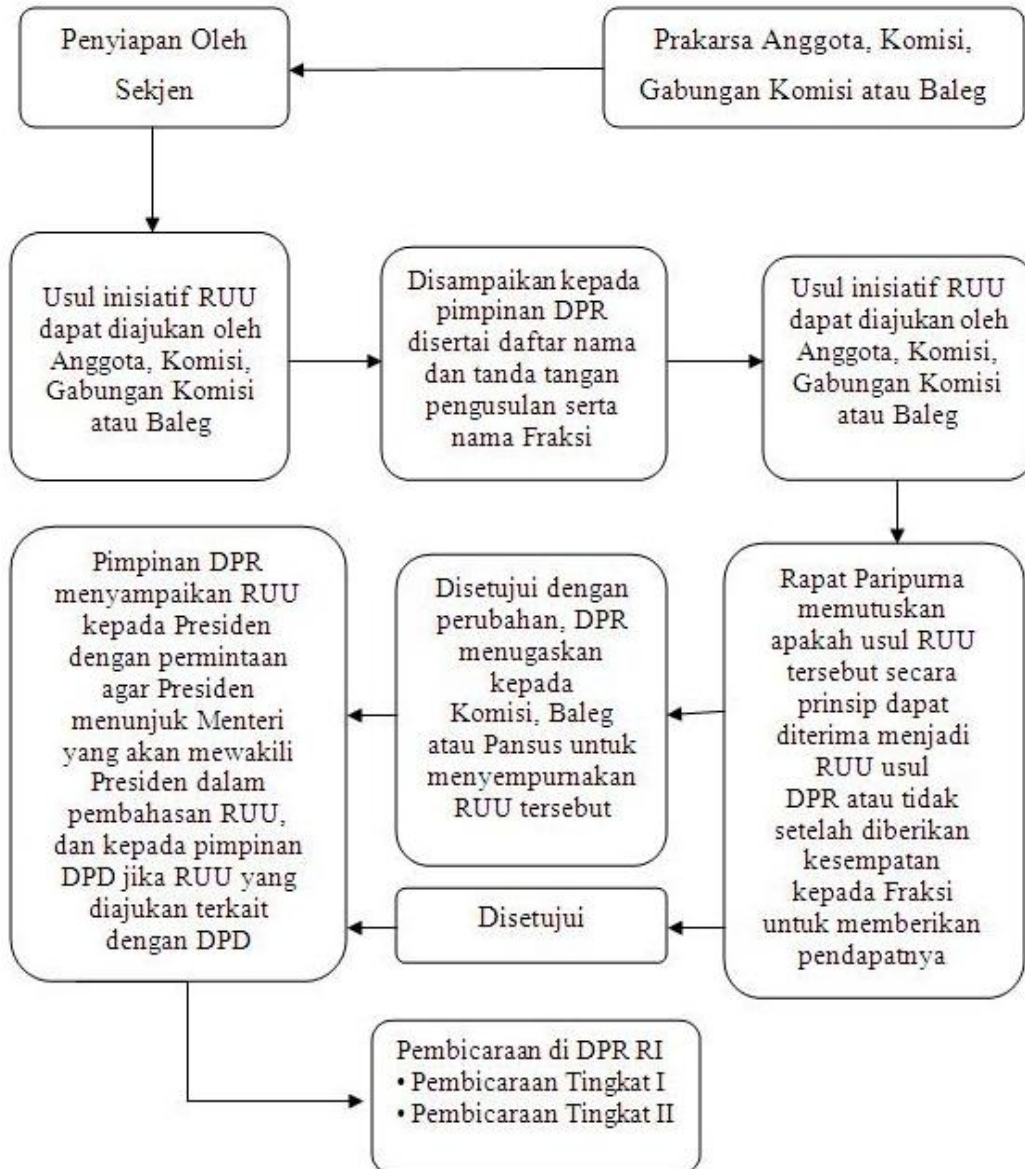 Penyiapan Oleh
Sekjen
Prakarsa Anggota, Komisi,
Gabungan Komisi atau Baleg
Usul inisiatif RUU
dapat diajukan oleh
Anggota, Komisi,
Gabungan Komisi
atau Baleg
Disampaikan kepada
pimpinan DPR
disertai daftar nama
dan tanda tangan
pengusulan serta
nama Fraksi
Usul inisiatif RUU
dapat diajukan oleh
Anggota, Komisi,
Gabungan Komisi
atau Baleg
Rapat Paripurna
memutuskan
apakah usul RUU
tersebut secara
prinsip dapat
diterima menjadi
RUU usul
DPR atau tidak
setelah diberikan
kesempatan
kepada Fraksi
untuk memberikan
pendapatnya
Disetujui dengan
perubahan, DPR
menugaskan
kepada
Komisi, Baleg
atau Pansus untuk
menyempurnakan
RUU tersebut
Disetujui
Pimpinan DPR
menyampaikan RUU
kepada Presiden
dengan permintaan
agar Presiden
menunjuk Menteri
yang akan mewakili
Presiden dalam
pembahasan RUU,
dan kepada pimpinan
DPD jika RUU yang
diajukan terkait
dengan DPD
Pembicaraan di DPR RI
• Pembicaraan Tingkat I
• Pembicaraan Tingkat II